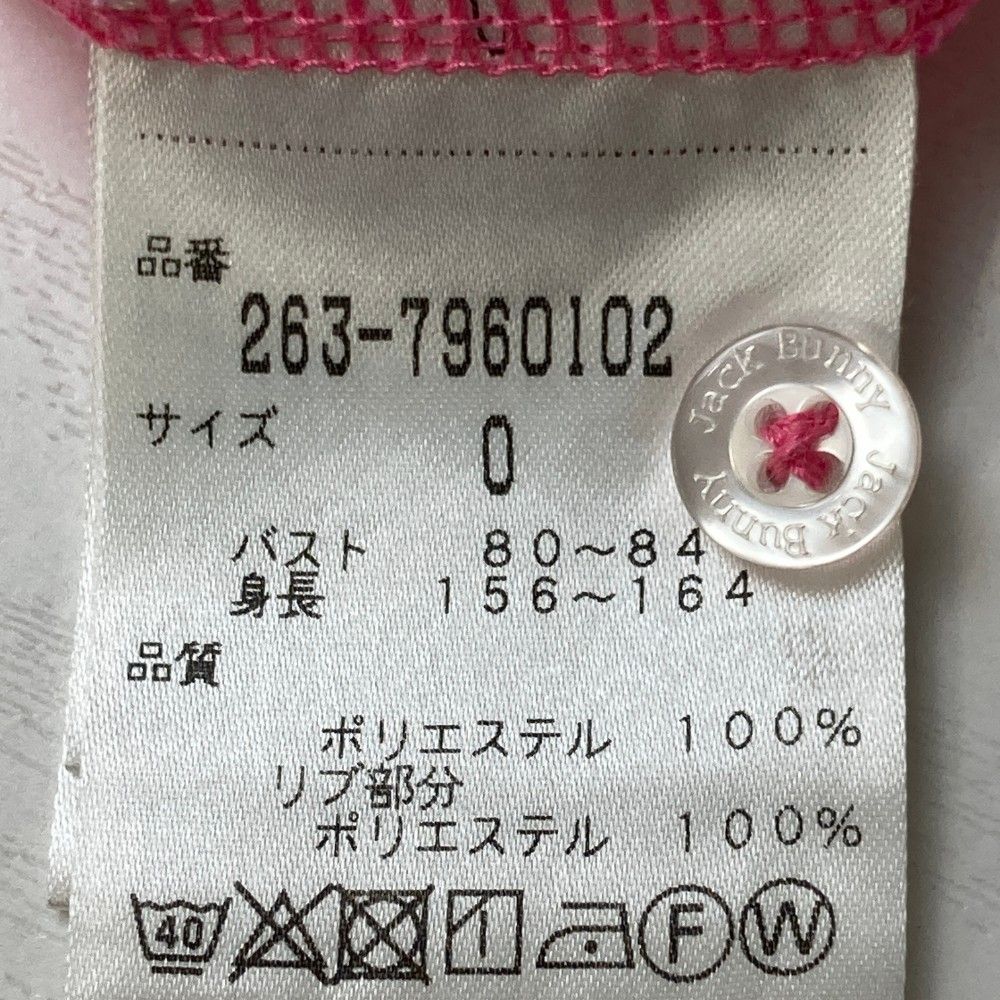 品番
263-7960102
サイズ 0
Jack Bunny Jack Bunny
バスト 80～84
身長 156～164
品質
ポリエステル 100%
リブ部分
ポリエステル 100%
40 F W